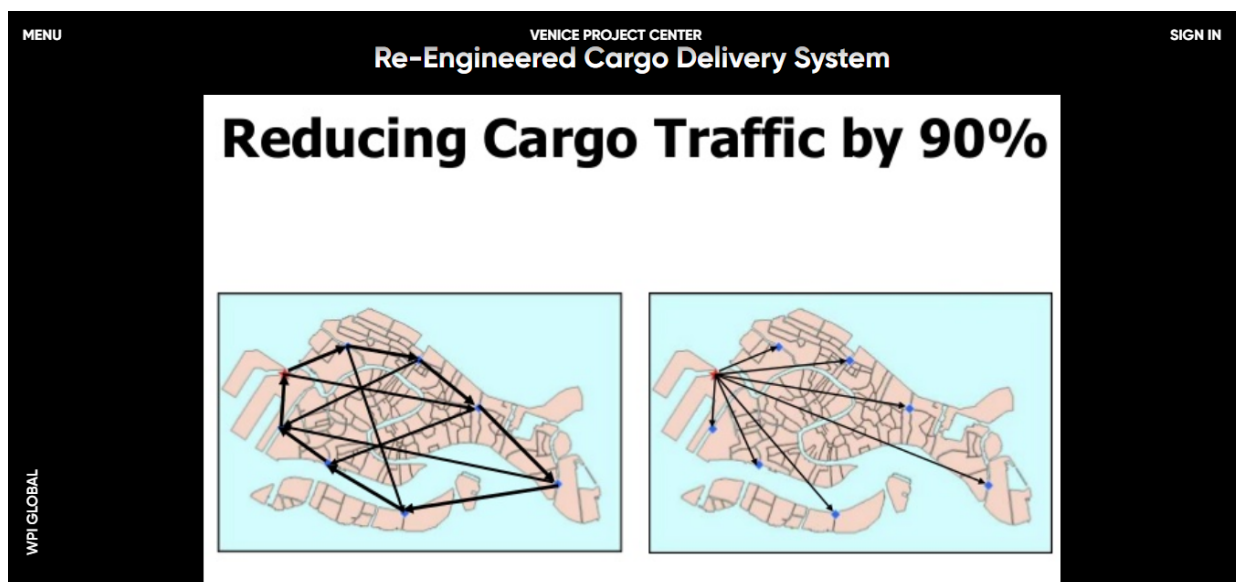 MENU
VENICE PROJECT CENTER
SIGN IN
Re-Engineered Cargo Delivery System
Reducing Cargo Traffic by 90%
WPI GLOBAL